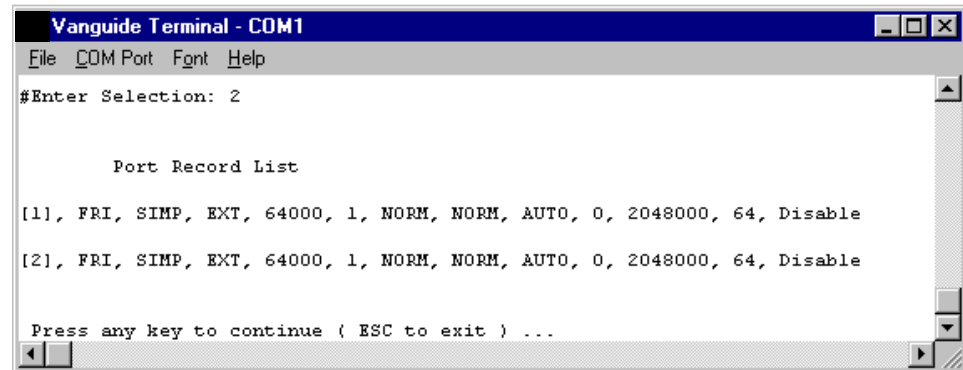 Vanguide Terminal - COM1
File COM Port Font Help
#Enter Selection: 2
Port Record List
[1], FRI, SIMP, EXT, 64000, 1, NORM, NORM, AUTO, 0, 2048000, 64, Disable
[2], FRI, SIMP, EXT, 64000, 1, NORM, NORM, AUTO, 0, 2048000, 64, Disable
Press any key to continue ( ESC to exit ) ...